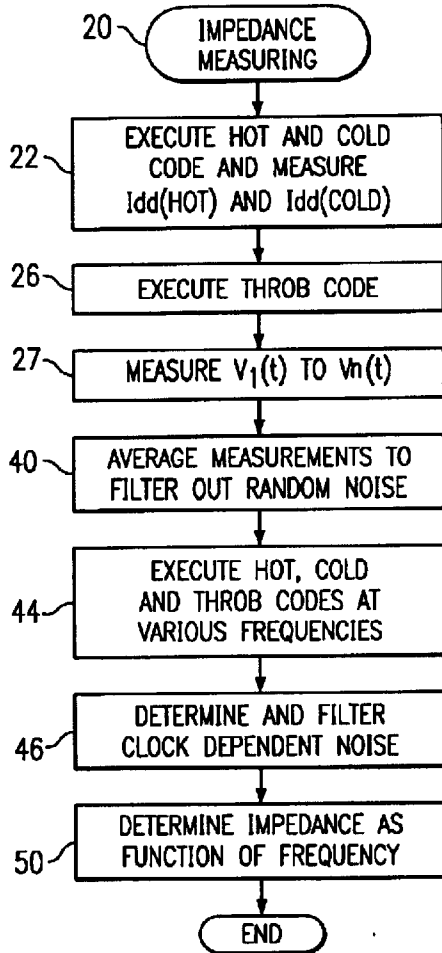 20
IMPEDANCE
MEASURING
22
EXECUTE HOT AND COLD
CODE AND MEASURE
Idd(HOT) AND Idd(COLD)
26
EXECUTE THROB CODE
27
MEASURE V1(t) TO Vn(t)
40
AVERAGE MEASUREMENTS TO
FILTER OUT RANDOM NOISE
44
EXECUTE HOT, COLD
AND THROB CODES AT
VARIOUS FREQUENCIES
46
DETERMINE AND FILTER
CLOCK DEPENDENT NOISE
50
DETERMINE IMPEDANCE AS
FUNCTION OF FREQUENCY
END